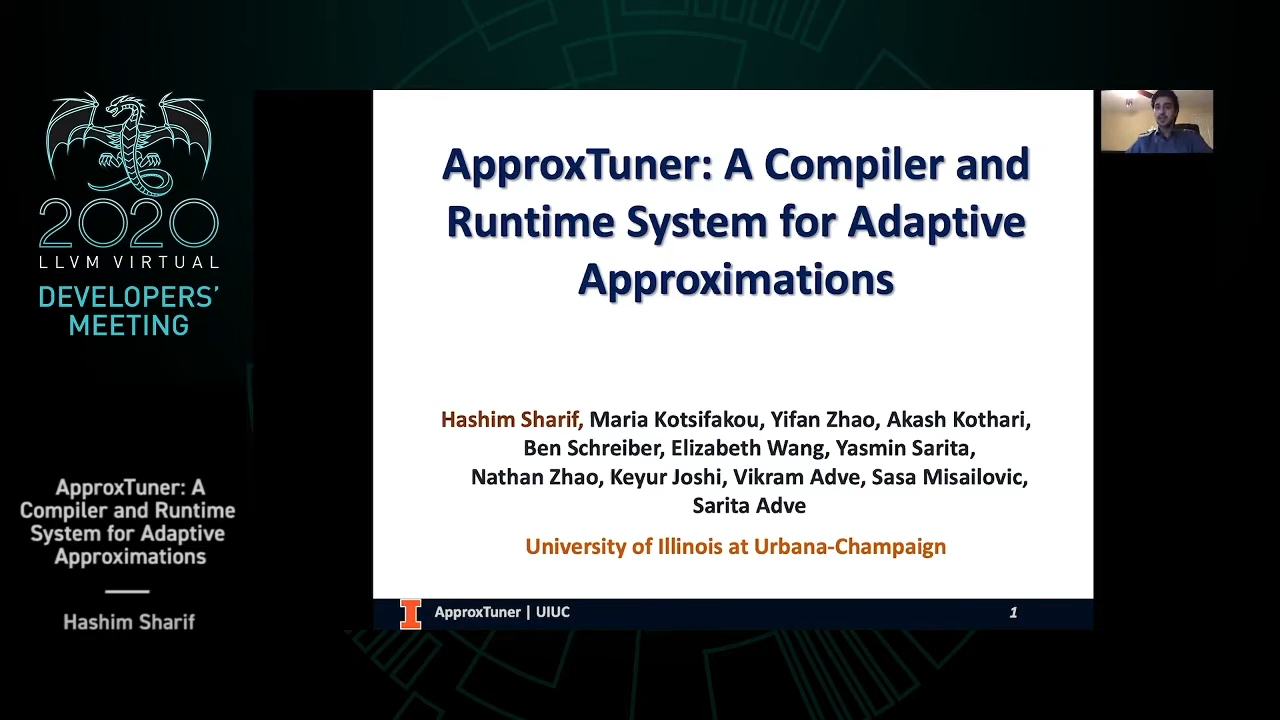 2020
LLVM VIRTUAL
DEVELOPERS’
MEETING
ApproxTuner: A
Compiler and Runtime
System for Adaptive
Approximations
Hashim Sharif
ApproxTuner: A Compiler and
Runtime System for Adaptive
Approximations
Hashim Sharif, Maria Kotsifakou, Yifan Zhao, Akash Kothari,
Ben Schreiber, Elizabeth Wang, Yasmin Sarita,
Nathan Zhao, Keyur Joshi, Vikram Adve, Sasa Misailovic,
Sarita Adve
University of Illinois at Urbana-Champaign
I ApproxTuner | UIUC 1